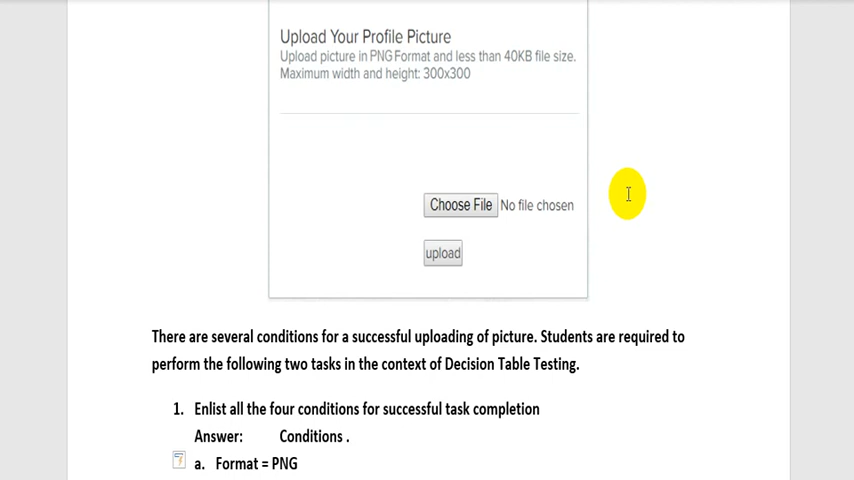 Upload Your Profile Picture
Upload picture in PNG Format and less than 40KB file size.
Maximum width and height: 300x300
Choose File No file chosen
upload
There are several conditions for a successful uploading of picture. Students are required to
perform the following two tasks in the context of Decision Table Testing.
1. Enlist all the four conditions for successful task completion
Answer: Conditions .
a. Format = PNG